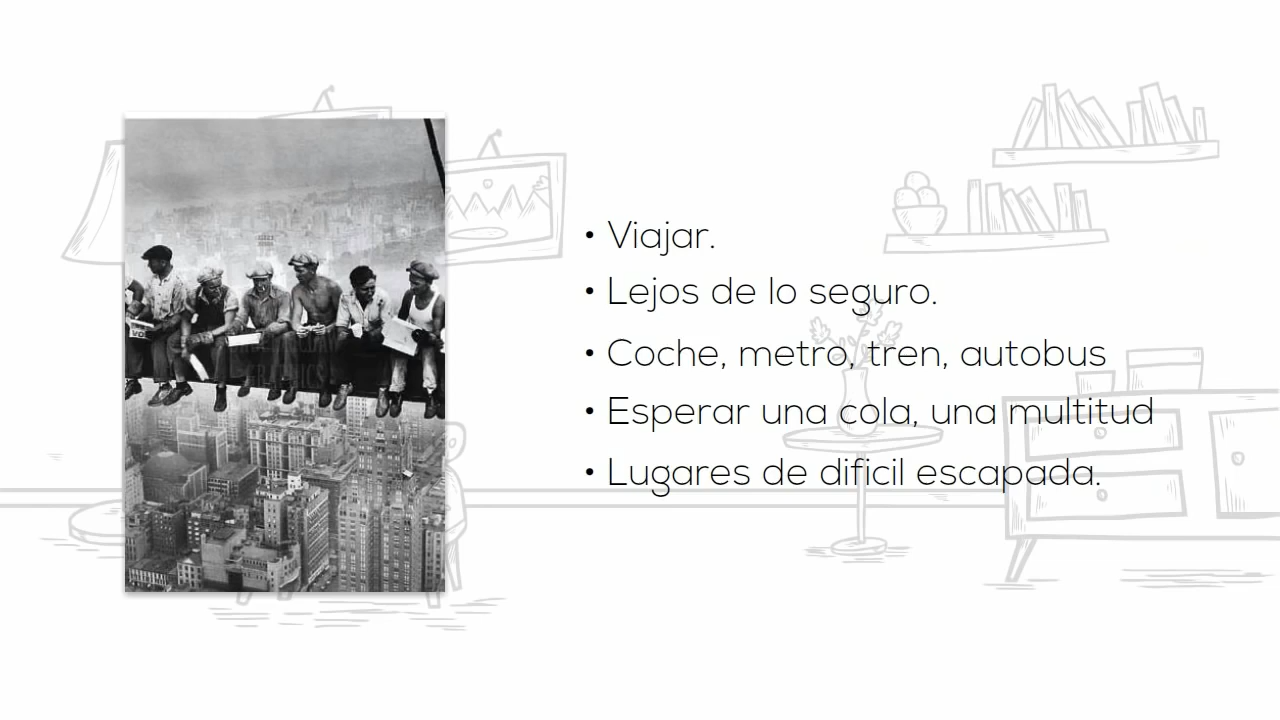 • Viajar.
• Lejos de lo seguro.
• Coche, metro, tren, autobus
• Esperar una cola, una multitud
• Lugares de dificil escapada.